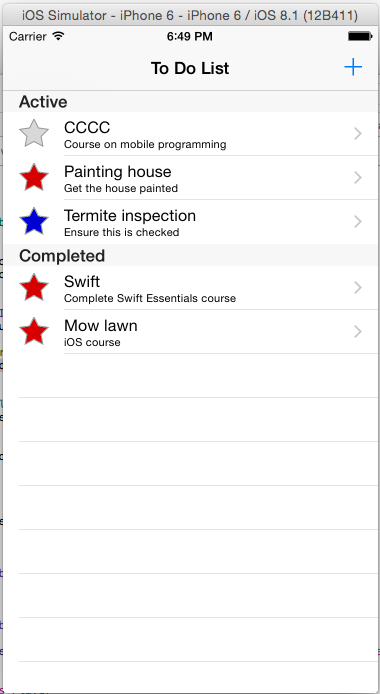 iOS Simulator - iPhone 6 - iPhone 6 / iOS 8.1 (12B411)
Carrier 6:49 PM
To Do List
Active
CCCC
Course on mobile programming
Painting house
Get the house painted
Termite inspection
Ensure this is checked
Completed
Swift
Complete Swift Essentials course
Mow lawn
iOS course